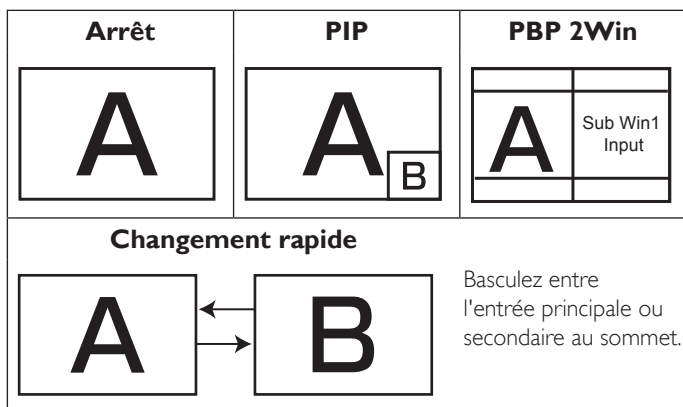 Arrêt
PIP
PBP 2Win
A
A
B
A
Sub Win1
Input
Changement rapide
A
B
Basculez entre
l'entrée principale ou
secondaire au sommet.